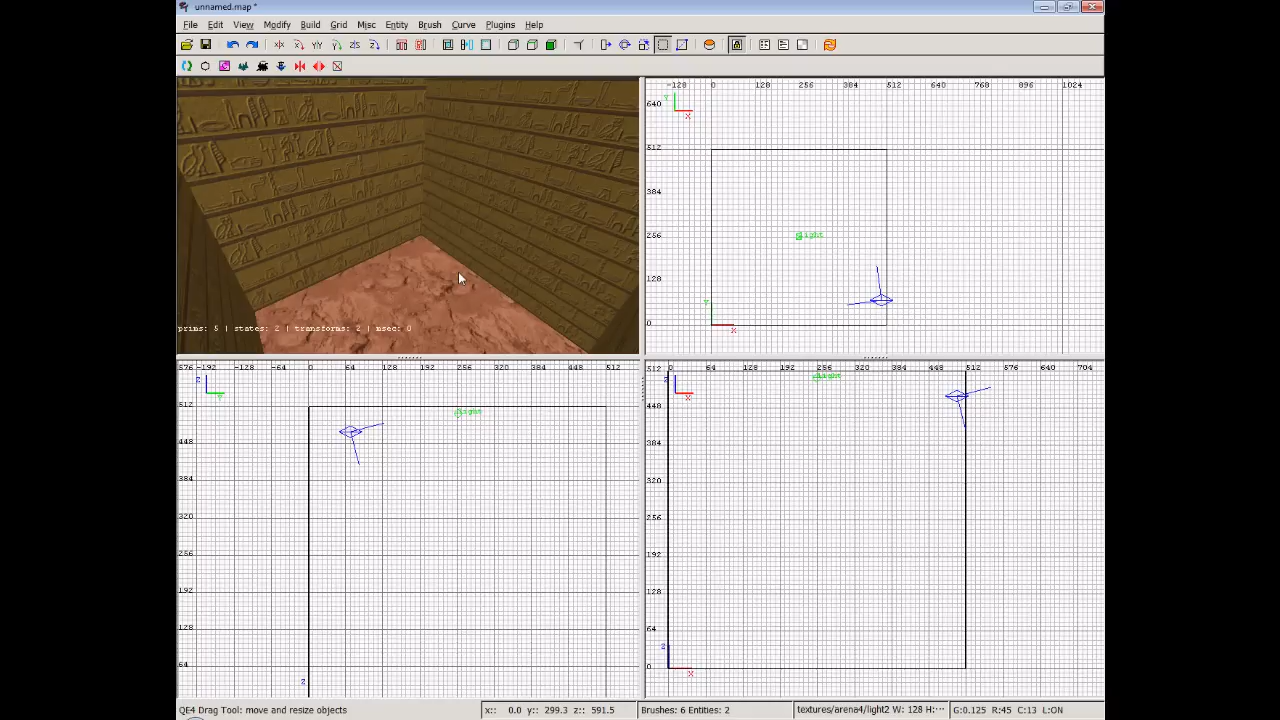 unnamed.map *
File Edit View Modify Build Grid Misc Entity Brush Curve Plugins Help
prims: 5 | states: 2 | transforms: 2 | msec: 0
-128 0 128 256 384 512 640 768 896 1024
640
512
384
256
128
0
Y
X
light
Y
X
576 -192 -128 -64 0 64 128 192 256 320 384 448 512
512
448
384
320
256
192
128
64
Z
Y
light
Z
512 0 64 128 192 256 320 384 448 512 576 640 704
448
384
320
256
192
128
64
0
Z
X
light
Z
X
QE4 Drag Tool: move and resize objects
x:: 0.0 y:: 299.3 z:: 591.5
Brushes: 6 Entities: 2
textures/arena4/light2 W: 128 H:···
G:0.125 R:45 C:13 L:ON